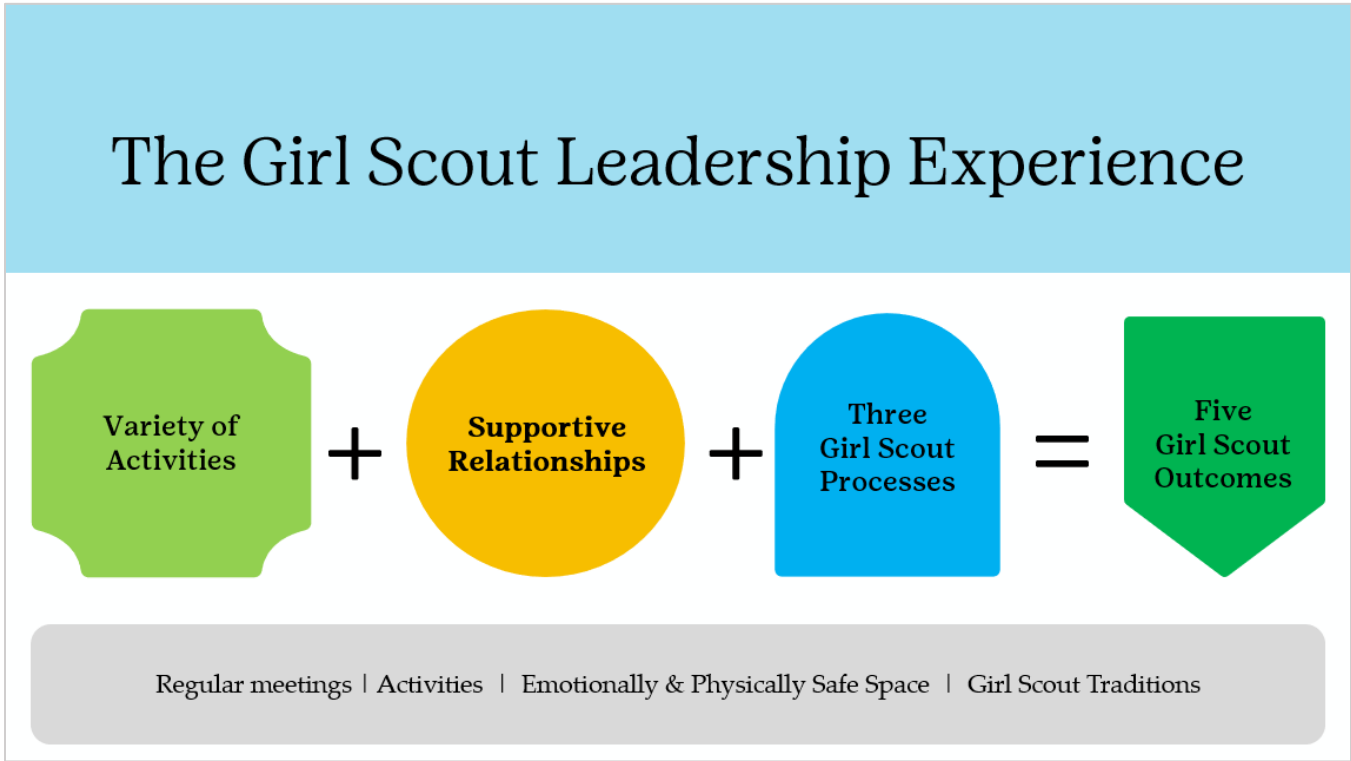 The Girl Scout Leadership Experience
Variety of
Activities
+
Supportive
Relationships
+
Three
Girl Scout
Processes
=
Five
Girl Scout
Outcomes
Regular meetings | Activities | Emotionally & Physically Safe Space | Girl Scout Traditions